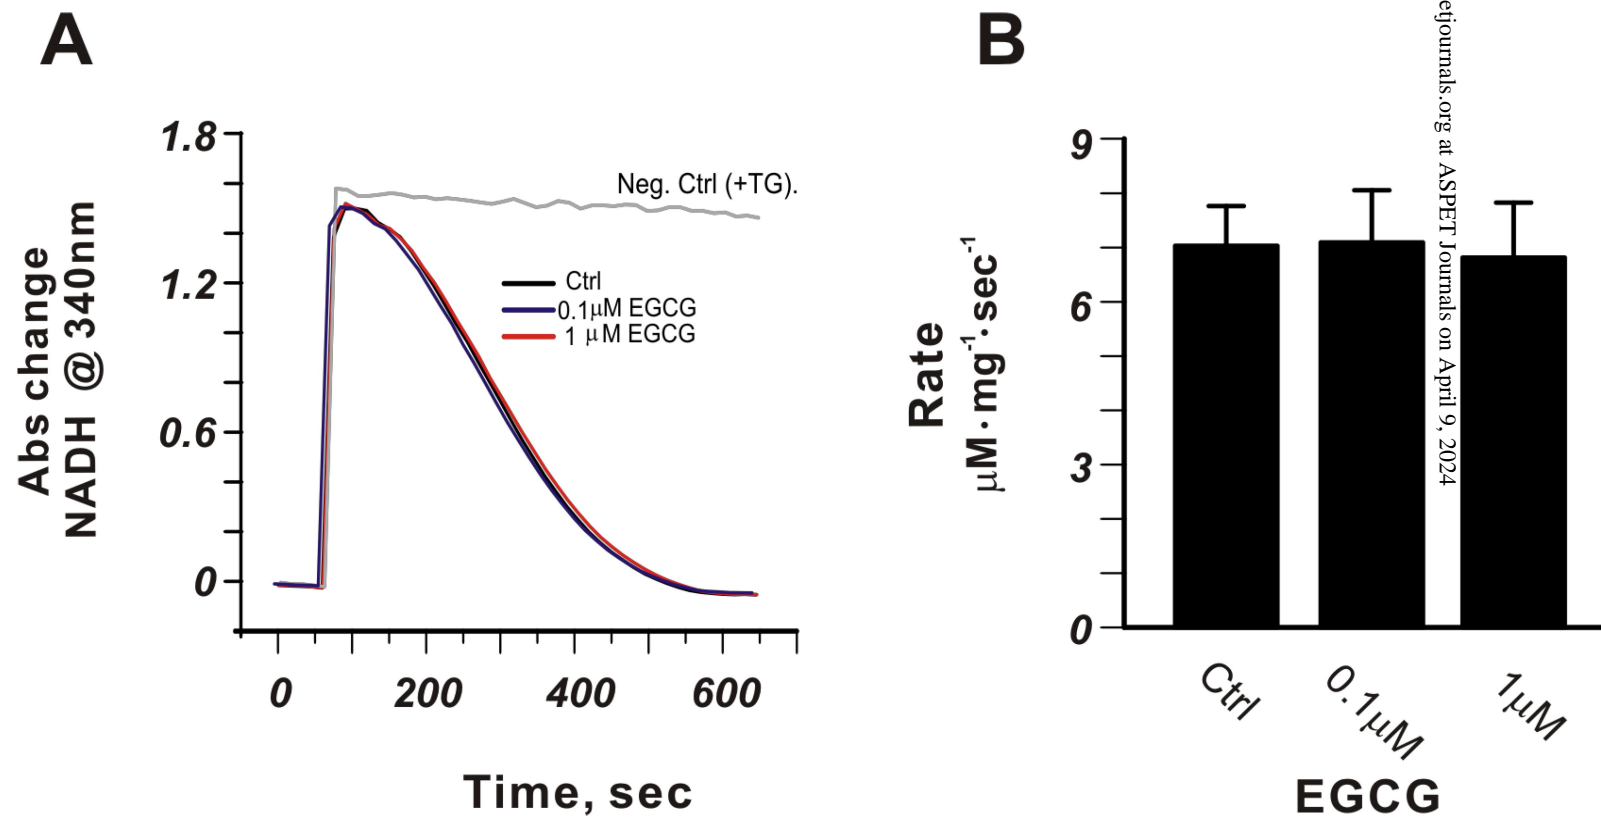 A
Abs change
NADH @ 340nm
1.8
1.2
0.6
0
Neg. Ctrl (+TG).
Ctrl
0.1μM EGCG
1 μM EGCG
0 200 400 600
Time, sec
B
Rate
μM·mg⁻¹·sec⁻¹
9
6
3
0
Ctrl
0.1μM
1μM
EGCG
etjournals.org at ASPET Journals on April 9, 2024